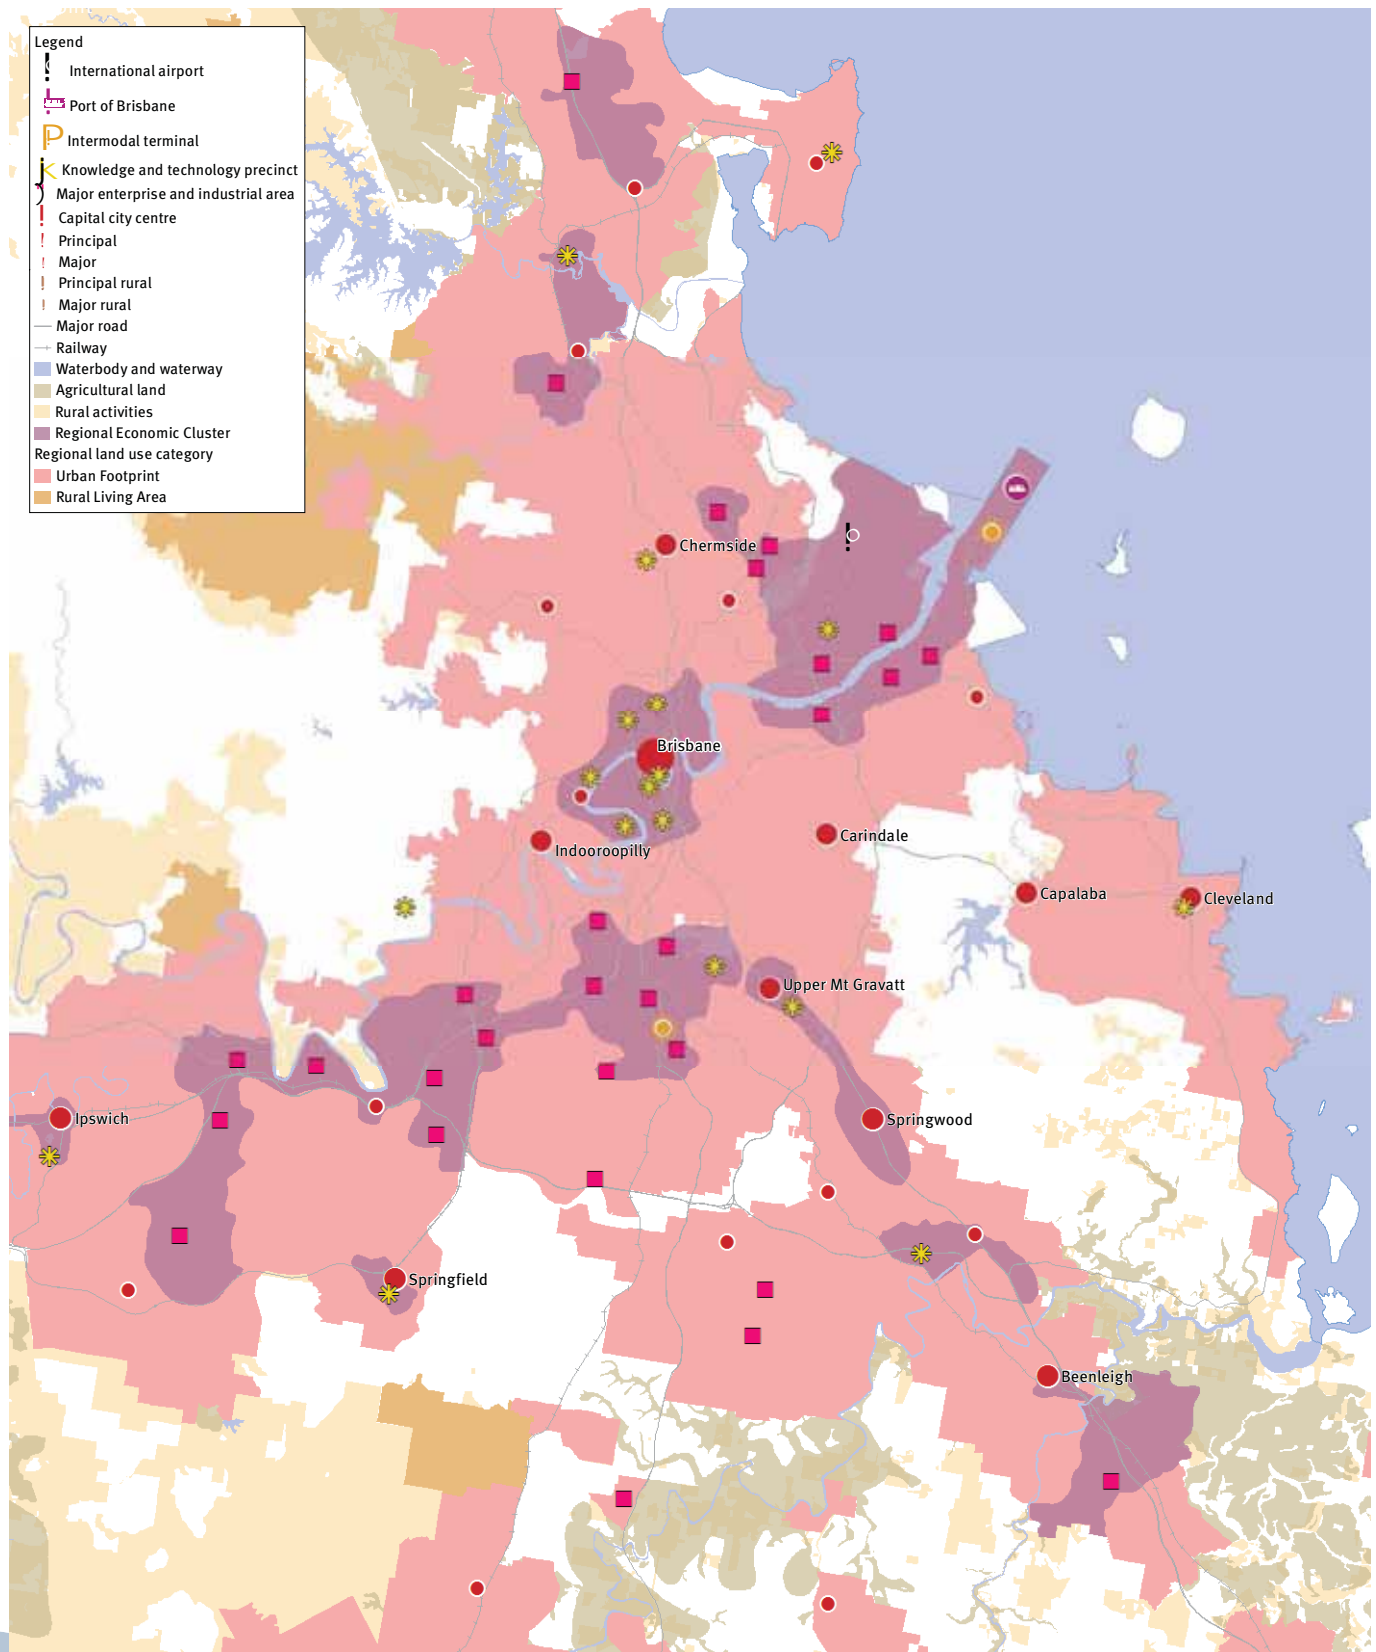 Legend
International airport
Port of Brisbane
Intermodal terminal
Knowledge and technology precinct
Major enterprise and industrial area
Capital city centre
Principal
Major
Principal rural
Major rural
Major road
Railway
Waterbody and waterway
Agricultural land
Rural activities
Regional Economic Cluster
Regional land use category
Urban Footprint
Rural Living Area
Chermside
Brisbane
Indooroopilly
Carindale
Capalaba
Cleveland
Upper Mt Gravatt
Ipswich
Springwood
Springfield
Beenleigh